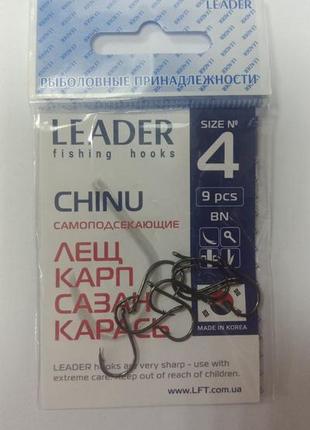 LEADER
РЫБОЛОВНЫЕ ПРИНАДЛЕЖНОСТИ
LEADER
fishing hooks
SIZE №
4
9 pcs
BN
CHINU
САМОПОДСЕКАЮЩИЕ
ЛЕЩ
КАРП
САЗАН
КАРАСЬ
MADE IN KOREA
LEADER hooks are very sharp - use with
extreme care. Keep out of reach of children.
www.LFT.com.ua